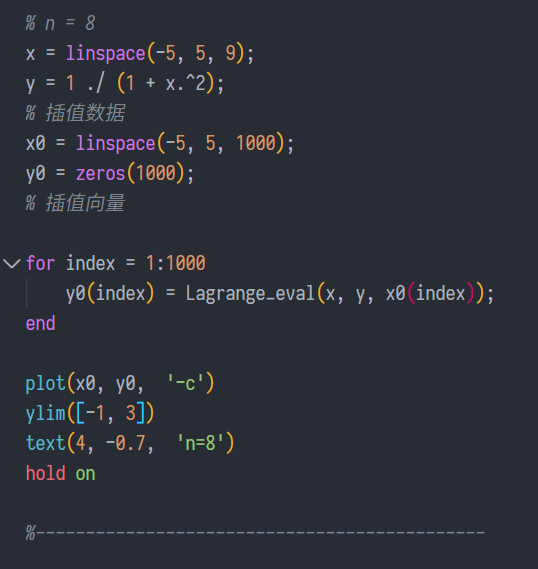 % n = 8
x = linspace(-5, 5, 9);
y = 1 ./ (1 + x.^2);
% 插值数据
x0 = linspace(-5, 5, 1000);
y0 = zeros(1000);
% 插值向量
for index = 1:1000
    y0(index) = Lagrange_eval(x, y, x0(index));
end
plot(x0, y0,  '-c')
ylim([-1, 3])
text(4, -0.7,  'n=8')
hold on
%---------------------------------------------